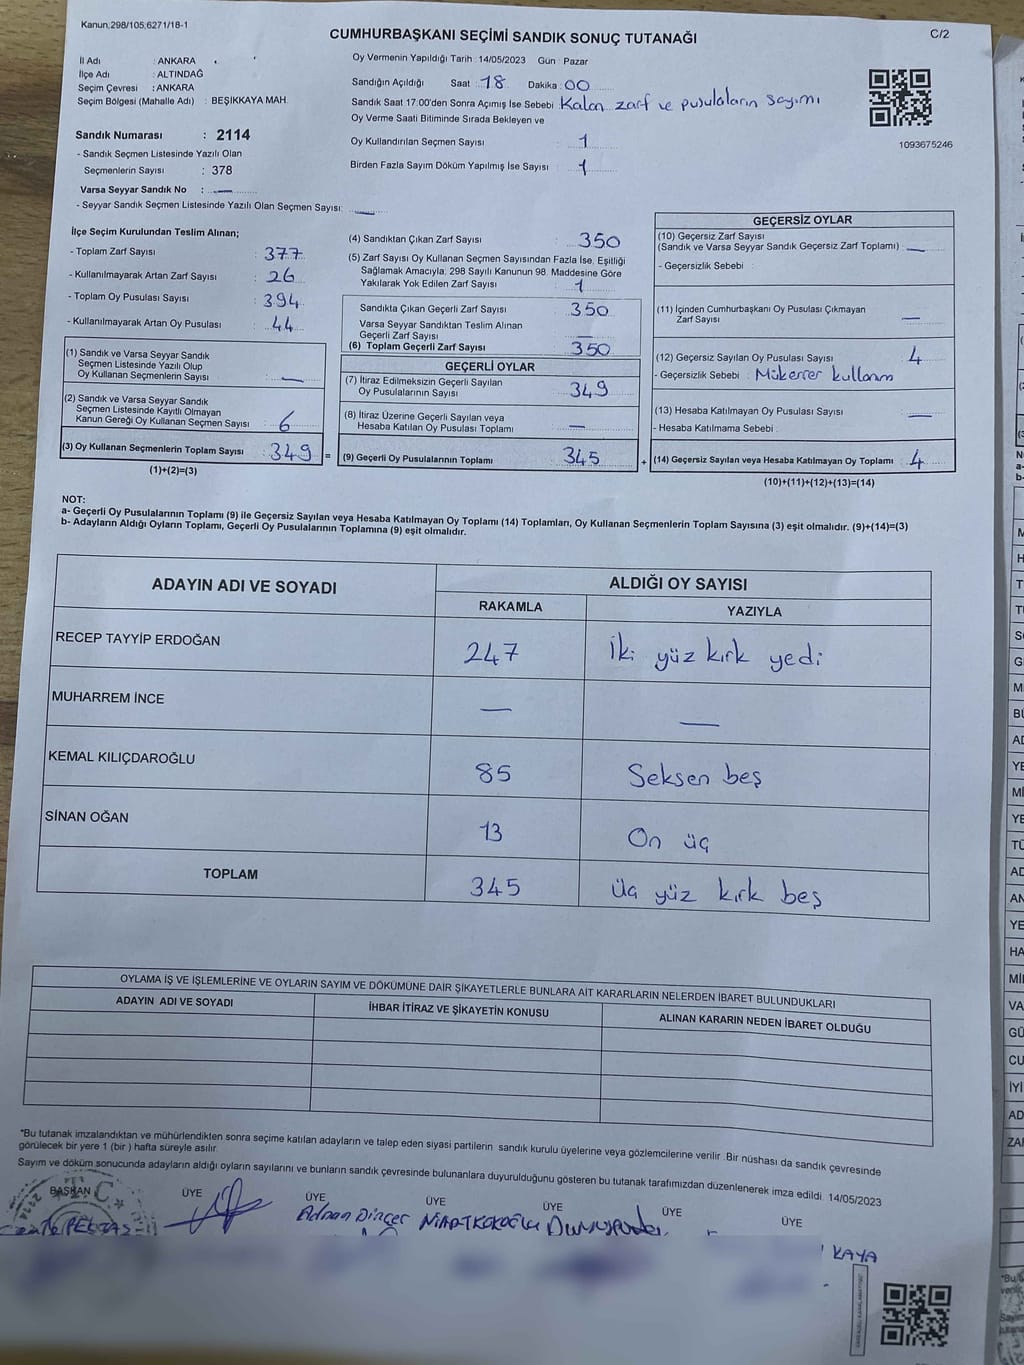 Kanun;298/105;6271/18-1
CUMHURBAŞKANI SEÇİMİ SANDIK SONUÇ TUTANAĞI
C/2
İl Adı : ANKARA
İlçe Adı : ALTINDAĞ
Seçim Çevresi : ANKARA
Seçim Bölgesi (Mahalle Adı) : BEŞİKKAYA MAH.
Sandık Numarası : 2114
- Sandık Seçmen Listesinde Yazılı Olan
Seçmenlerin Sayısı : 378
Varsa Seyyar Sandık No : —
- Seyyar Sandık Seçmen Listesinde Yazılı Olan Seçmen Sayısı: —
Oy Vermenin Yapıldığı Tarih : 14/05/2023 Gün : Pazar
Sandığın Açıldığı Saat 18 Dakika : 00
Sandık Saat 17:00'den Sonra Açımış İse Sebebi : Kalan zarf ve pusulaların sayımı
Oy Verme Saati Bitiminde Sırada Bekleyen ve
Oy Kullandırılan Seçmen Sayısı : 1
Birden Fazla Sayım Döküm Yapılmış İse Sayısı : 1
1093675246
İlçe Seçim Kurulundan Teslim Alınan;
- Toplam Zarf Sayısı : 377
- Kullanılmayarak Artan Zarf Sayısı : 26
- Toplam Oy Pusulası Sayısı : 394
- Kullanılmayarak Artan Oy Pusulası : 44
(1) Sandık ve Varsa Seyyar Sandık
Seçmen Listesinde Yazılı Olup
Oy Kullanan Seçmenlerin Sayısı : —
(2) Sandık ve Varsa Seyyar Sandık
Seçmen Listesinde Kayıtlı Olmayan
Kanun Gereği Oy Kullanan Seçmen Sayısı : 6
(3) Oy Kullanan Seçmenlerin Toplam Sayısı : 349 =
(1)+(2)=(3)
(4) Sandıktan Çıkan Zarf Sayısı : 350
(5) Zarf Sayısı Oy Kullanan Seçmen Sayısından Fazla İse, Eşitliği
Sağlamak Amacıyla; 298 Sayılı Kanunun 98. Maddesine Göre
Yakılarak Yok Edilen Zarf Sayısı : 1
Sandıkta Çıkan Geçerli Zarf Sayısı : 350
Varsa Seyyar Sandıktan Teslim Alınan
Geçerli Zarf Sayısı : —
(6) Toplam Geçerli Zarf Sayısı : 350
GEÇERLİ OYLAR
(7) İtiraz Edilmeksizin Geçerli Sayılan
Oy Pusulalarının Sayısı : 349
(8) İtiraz Üzerine Geçerli Sayılan veya
Hesaba Katılan Oy Pusulası Toplamı : —
(9) Geçerli Oy Pusulalarının Toplamı : 345 +
GEÇERSİZ OYLAR
(10) Geçersiz Zarf Sayısı
(Sandık ve Varsa Seyyar Sandık Geçersiz Zarf Toplamı) : —
- Geçersizlik Sebebi :
(11) İçinden Cumhurbaşkanı Oy Pusulası Çıkmayan
Zarf Sayısı : —
(12) Geçersiz Sayılan Oy Pusulası Sayısı : 4
- Geçersizlik Sebebi : Mükerrer kullanım
(13) Hesaba Katılmayan Oy Pusulası Sayısı : —
- Hesaba Katılmama Sebebi :
(14) Geçersiz Sayılan veya Hesaba Katılmayan Oy Toplamı : 4
(10)+(11)+(12)+(13)=(14)
NOT:
a- Geçerli Oy Pusulalarının Toplamı (9) ile Geçersiz Sayılan veya Hesaba Katılmayan Oy Toplamı (14) Toplamları, Oy Kullanan Seçmenlerin Toplam Sayısına (3) eşit olmalıdır. (9)+(14)=(3)
b- Adayların Aldığı Oyların Toplamı, Geçerli Oy Pusulalarının Toplamına (9) eşit olmalıdır.
ADAYIN ADI VE SOYADI
ALDIĞI OY SAYISI
RAKAMLA YAZIYLA
RECEP TAYYİP ERDOĞAN 247 İki yüz kırk yedi
MUHARREM İNCE — —
KEMAL KILIÇDAROĞLU 85 Seksen beş
SİNAN OĞAN 13 On üç
TOPLAM 345 Üç yüz kırk beş
OYLAMA İŞ VE İŞLEMLERİNE VE OYLARIN SAYIM VE DÖKÜMÜNE DAİR ŞİKAYETLERLE BUNLARA AİT KARARLARIN NELERDEN İBARET BULUNDUKLARI
ADAYIN ADI VE SOYADI İHBAR İTİRAZ VE ŞİKAYETİN KONUSU ALINAN KARARIN NEDEN İBARET OLDUĞU
*Bu tutanak imzalandıktan ve mühürlendikten sonra seçime katılan adayların ve talep eden siyasi partilerin sandık kurulu üyelerine veya gözlemcilerine verilir .Bir nüshası da sandık çevresinde
görülecek bir yere 1 (bir ) hafta süreyle asılır.
Sayım ve döküm sonucunda adayların aldığı oyların sayılarını ve bunların sandık çevresinde bulunanlara duyurulduğunu gösteren bu tutanak tarafımızdan düzenlenerek imza edildi. 14/05/2023
BAŞKAN ÜYE ÜYE ÜYE ÜYE ÜYE ÜYE
Adnan Dinçer
KAYA